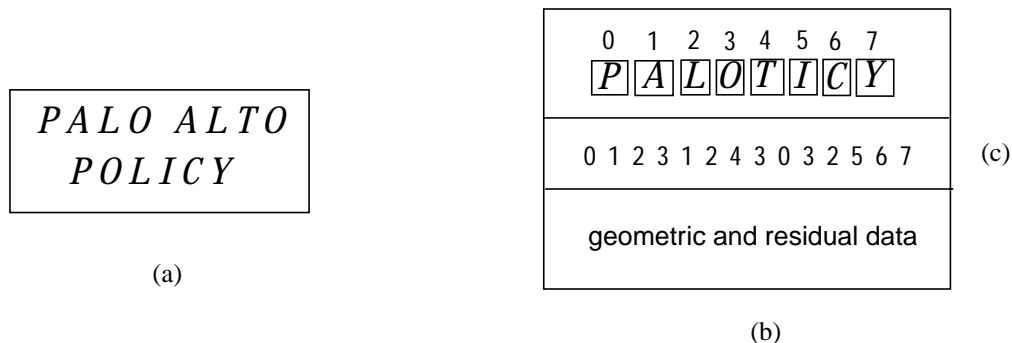 PALO ALTO
POLICY
(a)
0 1 2 3 4 5 6 7
P A L O T I C Y
0 1 2 3 1 2 4 3 0 3 2 5 6 7
(c)
geometric and residual data
(b)